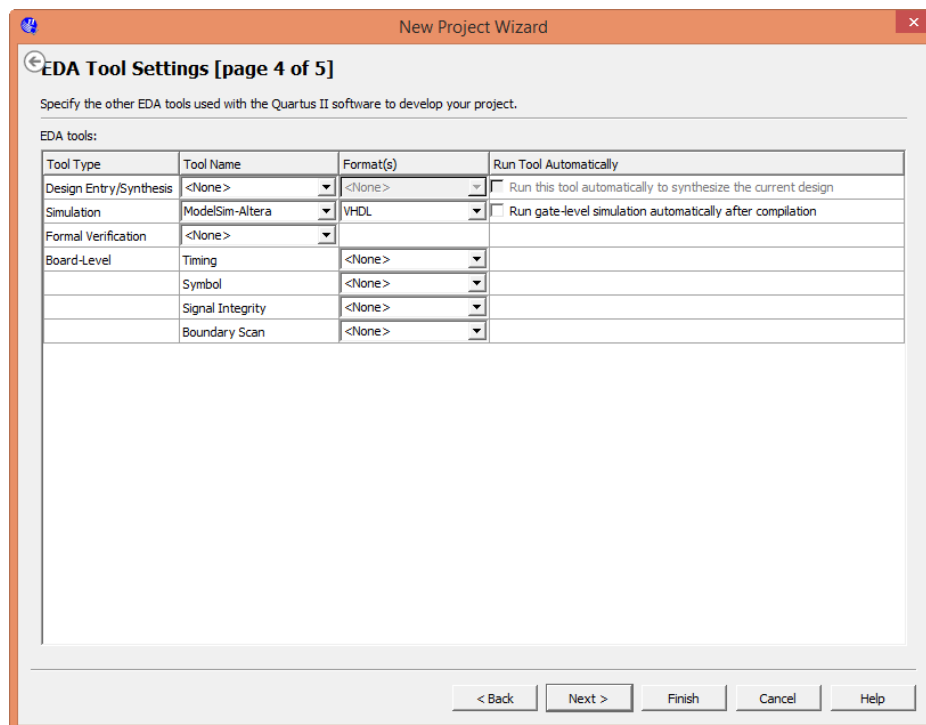 New Project Wizard
EDA Tool Settings [page 4 of 5]
Specify the other EDA tools used with the Quartus II software to develop your project.
EDA tools:
Tool Type Tool Name Format(s) Run Tool Automatically
Design Entry/Synthesis <None> <None> Run this tool automatically to synthesize the current design
Simulation ModelSim-Altera VHDL Run gate-level simulation automatically after compilation
Formal Verification <None>
Board-Level Timing <None>
Symbol <None>
Signal Integrity <None>
Boundary Scan <None>
< Back Next > Finish Cancel Help